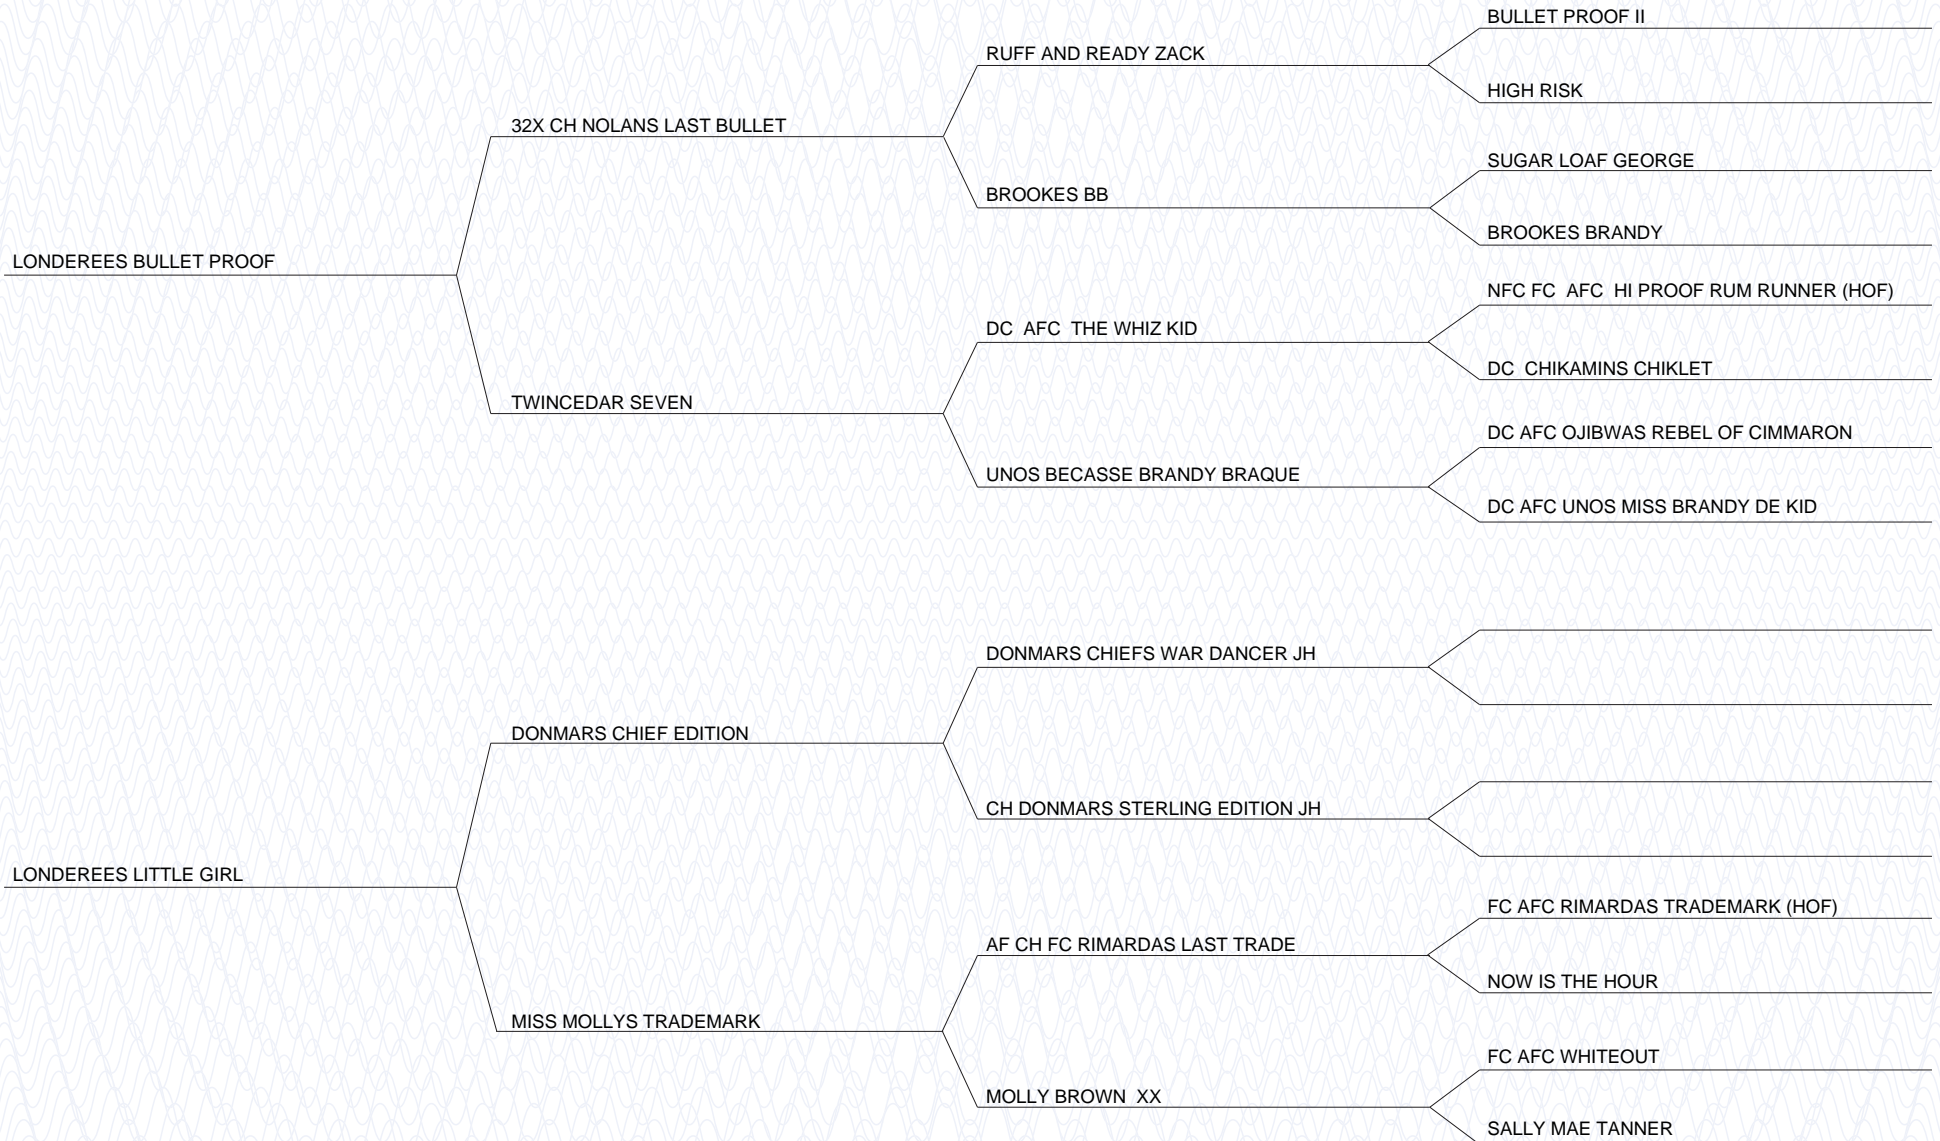 BULLET PROOF II
RUFF AND READY ZACK
HIGH RISK
32X CH NOLANS LAST BULLET
SUGAR LOAF GEORGE
BROOKES BB
BROOKES BRANDY
LONDEREES BULLET PROOF
NFC FC  AFC  HI PROOF RUM RUNNER (HOF)
DC  AFC  THE WHIZ KID
DC  CHIKAMINS CHIKLET
TWINCEDAR SEVEN
DC AFC OJIBWAS REBEL OF CIMMARON
UNOS BECASSE BRANDY BRAQUE
DC AFC UNOS MISS BRANDY DE KID
DONMARS CHIEFS WAR DANCER JH
DONMARS CHIEF EDITION
CH DONMARS STERLING EDITION JH
LONDEREES LITTLE GIRL
FC AFC RIMARDAS TRADEMARK (HOF)
AF CH FC RIMARDAS LAST TRADE
NOW IS THE HOUR
MISS MOLLYS TRADEMARK
FC AFC WHITEOUT
MOLLY BROWN  XX
SALLY MAE TANNER